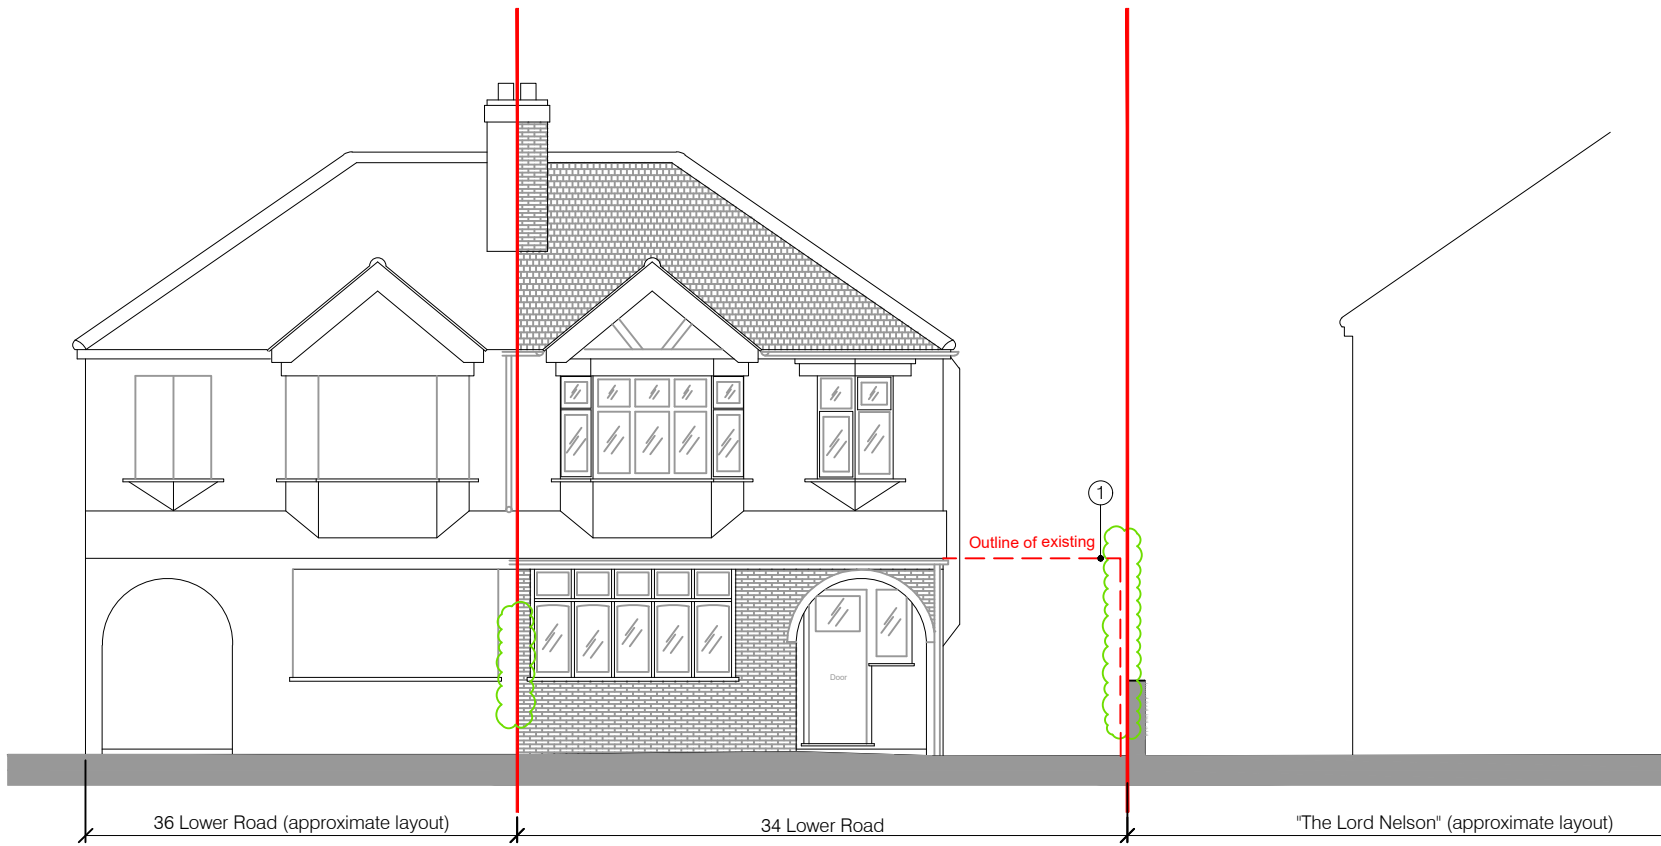 1
Outline of existing
Door
36 Lower Road (approximate layout)
34 Lower Road
"The Lord Nelson" (approximate layout)